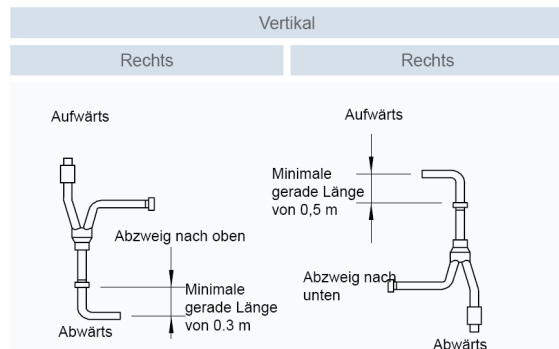 Vertikal
Rechts
Rechts
Aufwärts
Abzweig nach oben
Minimale
gerade Länge
von 0.3 m
Abwärts
Aufwärts
Minimale
gerade Länge
von 0,5 m
Abzweig nach
unten
Abwärts